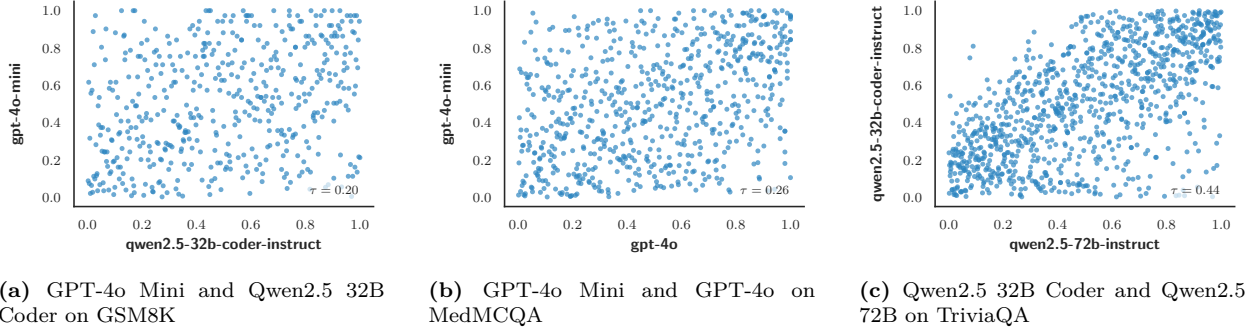 1.0
0.8
0.6
0.4
0.2
0.0
gpt-4o-mini
τ = 0.20
0.0 0.2 0.4 0.6 0.8 1.0
qwen2.5-32b-coder-instruct
(a) GPT-4o Mini and Qwen2.5 32B
Coder on GSM8K
1.0
0.8
0.6
0.4
0.2
0.0
gpt-4o-mini
τ = 0.26
0.0 0.2 0.4 0.6 0.8 1.0
gpt-4o
(b) GPT-4o Mini and GPT-4o on
MedMCQA
1.0
0.8
0.6
0.4
0.2
0.0
qwen2.5-32b-coder-instruct
τ = 0.44
0.0 0.2 0.4 0.6 0.8 1.0
qwen2.5-72b-instruct
(c) Qwen2.5 32B Coder and Qwen2.5
72B on TriviaQA